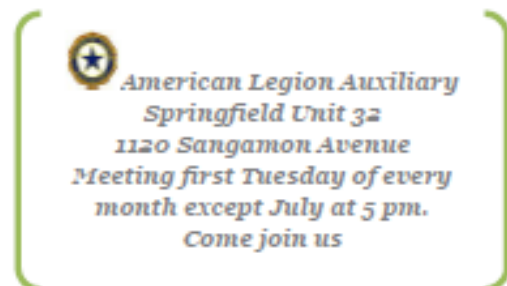 American Legion Auxiliary
Springfield Unit 32
1120 Sangamon Avenue
Meeting first Tuesday of every
month except July at 5 pm.
Come join us